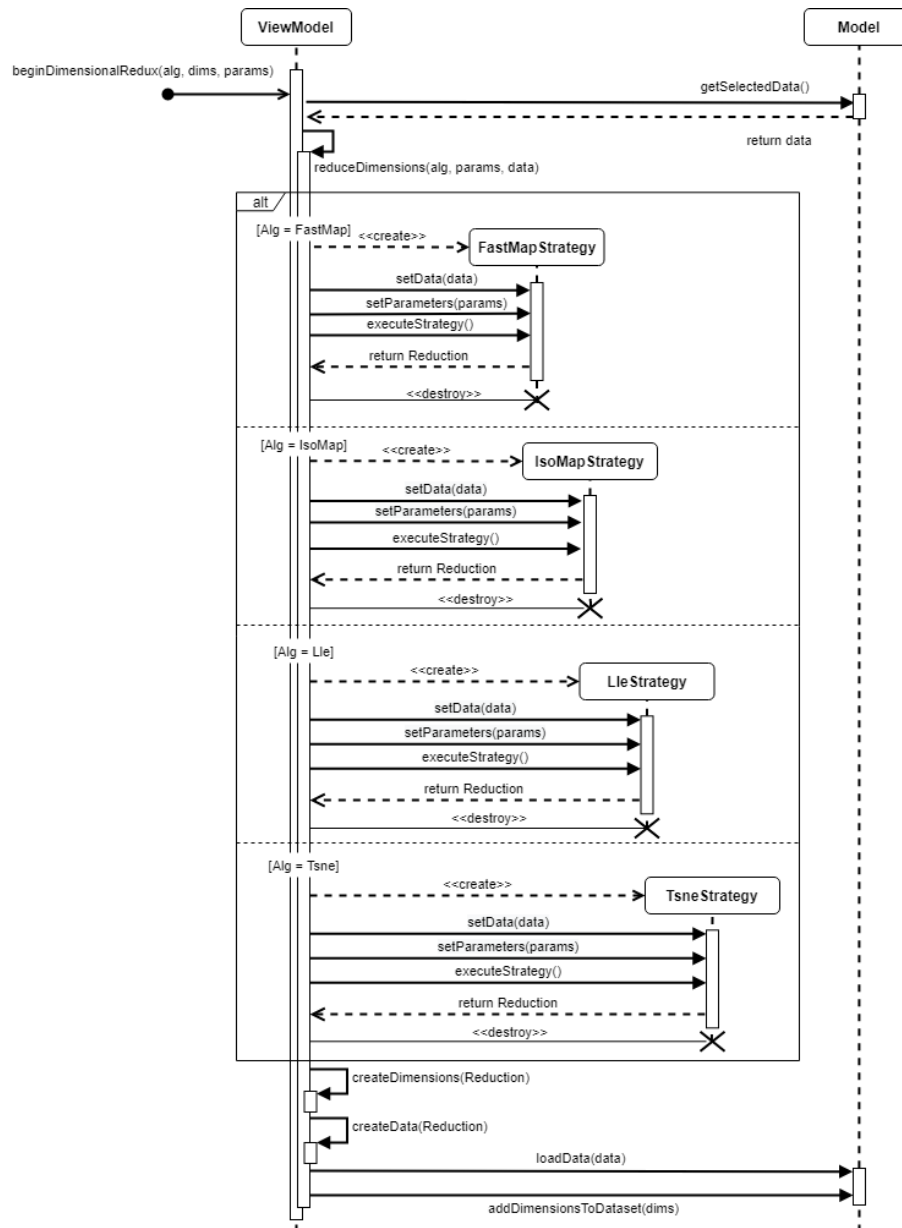 ViewModel
Model
beginDimensionalRedux(alg, dims, params)
getSelectedData()
return data
reduceDimensions(alg, params, data)
alt
[Alg = FastMap]
<<create>>
FastMapStrategy
setData(data)
setParameters(params)
executeStrategy()
return Reduction
<<destroy>>
[Alg = IsoMap]
<<create>>
IsoMapStrategy
setData(data)
setParameters(params)
executeStrategy()
return Reduction
<<destroy>>
[Alg = Lle]
<<create>>
LleStrategy
setData(data)
setParameters(params)
executeStrategy()
return Reduction
<<destroy>>
[Alg = Tsne]
<<create>>
TsneStrategy
setData(data)
setParameters(params)
executeStrategy()
return Reduction
<<destroy>>
createDimensions(Reduction)
createData(Reduction)
loadData(data)
addDimensionsToDataset(dims)